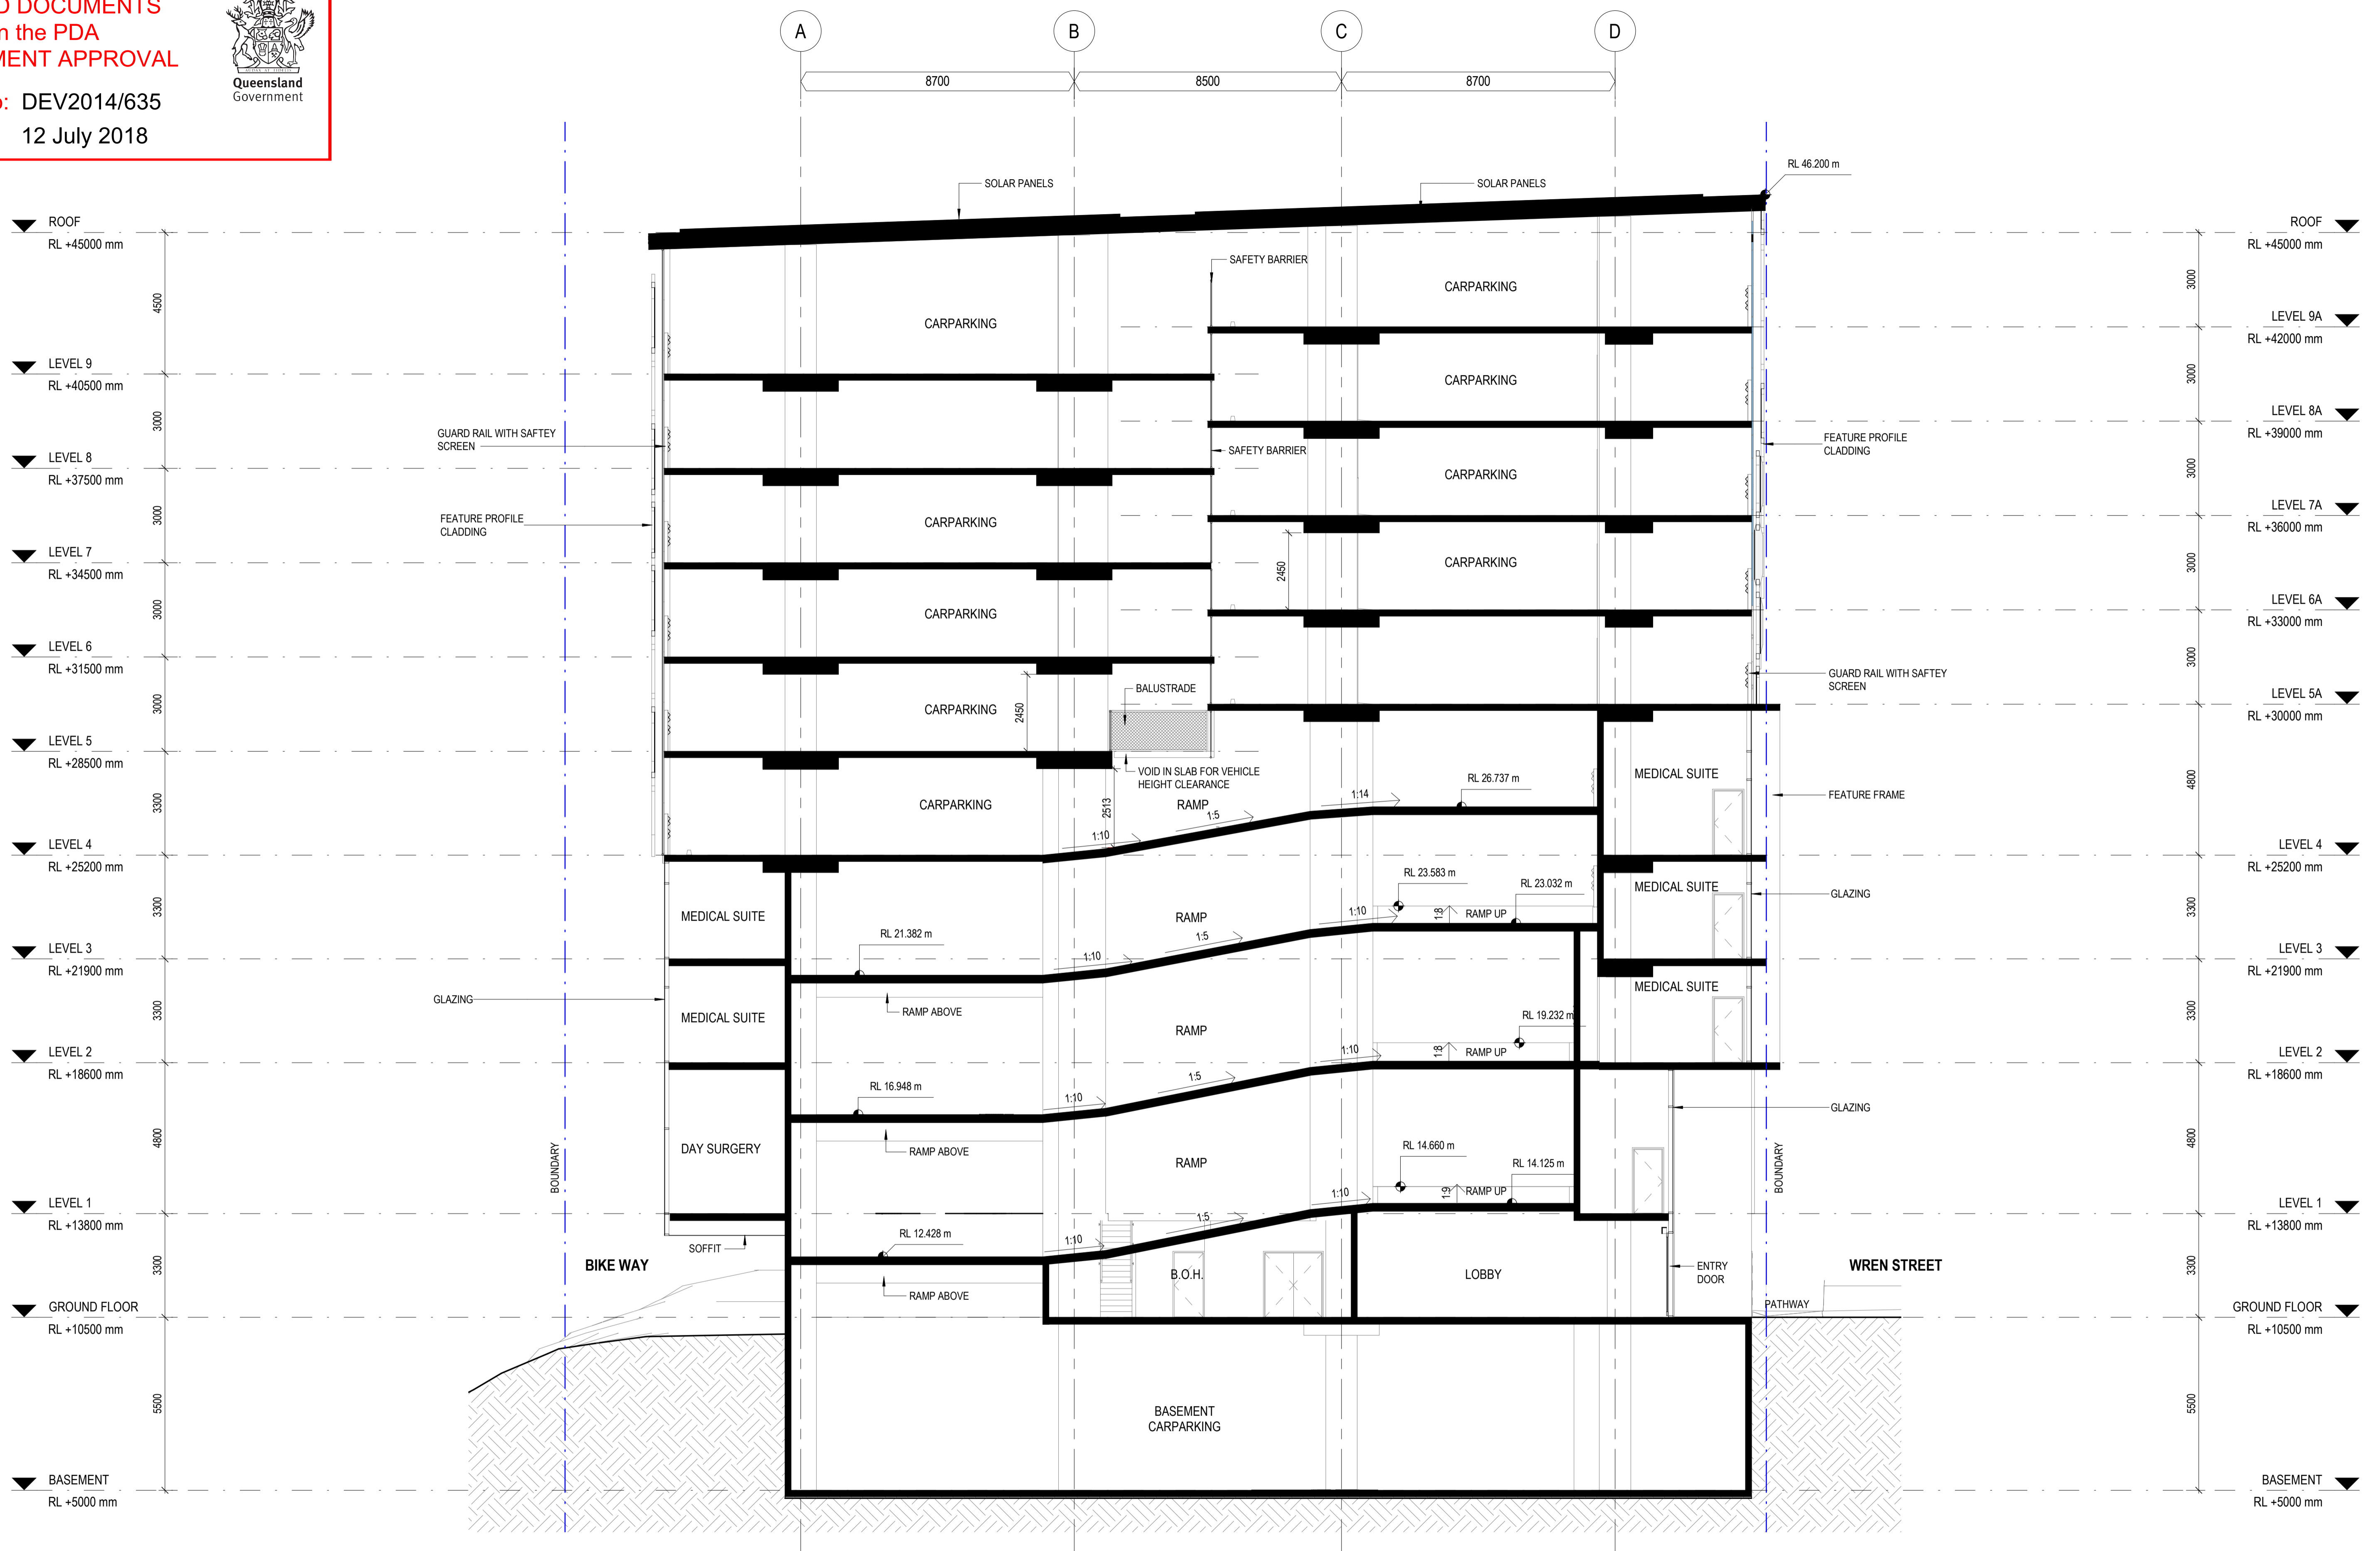 D DOCUMENTS
n the PDA
MENT APPROVAL
DEV2014/635
12 July 2018
Queensland
Government
A
B
C
D
8700
8500
8700
RL 46.200 m
SOLAR PANELS
SOLAR PANELS
ROOF
RL +45000 mm
4500
LEVEL 9
RL +40500 mm
3000
LEVEL 8
RL +37500 mm
3000
LEVEL 7
RL +34500 mm
3000
LEVEL 6
RL +31500 mm
3000
LEVEL 5
RL +28500 mm
3300
LEVEL 4
RL +25200 mm
3300
LEVEL 3
RL +21900 mm
3300
LEVEL 2
RL +18600 mm
4800
LEVEL 1
RL +13800 mm
3300
GROUND FLOOR
RL +10500 mm
5500
BASEMENT
RL +5000 mm
GUARD RAIL WITH SAFTEY
SCREEN
FEATURE PROFILE
CLADDING
GLAZING
BOUNDARY
BIKE WAY
SOFFIT
CARPARKING
CARPARKING
CARPARKING
CARPARKING
CARPARKING
2450
MEDICAL SUITE
MEDICAL SUITE
DAY SURGERY
SAFETY BARRIER
SAFETY BARRIER
BALUSTRADE
VOID IN SLAB FOR VEHICLE
HEIGHT CLEARANCE
2513
CARPARKING
CARPARKING
CARPARKING
CARPARKING
2450
RAMP
1:10
1:5
1:14
RL 26.737 m
RL 21.382 m
RAMP
1:10
1:5
1:10
RL 23.583 m
RL 23.032 m
1:8
RAMP UP
RAMP ABOVE
RL 16.948 m
RAMP
1:10
1:5
1:10
RL 19.232 m
1:8
RAMP UP
RAMP ABOVE
RL 12.428 m
RAMP
1:10
1:5
1:10
RL 14.660 m
RL 14.125 m
1:9
RAMP UP
RAMP ABOVE
B.O.H.
LOBBY
BASEMENT
CARPARKING
MEDICAL SUITE
MEDICAL SUITE
MEDICAL SUITE
FEATURE PROFILE
CLADDING
GUARD RAIL WITH SAFTEY
SCREEN
FEATURE FRAME
GLAZING
GLAZING
BOUNDARY
ENTRY
DOOR
WREN STREET
PATHWAY
ROOF
RL +45000 mm
3000
LEVEL 9A
RL +42000 mm
3000
LEVEL 8A
RL +39000 mm
3000
LEVEL 7A
RL +36000 mm
3000
LEVEL 6A
RL +33000 mm
3000
LEVEL 5A
RL +30000 mm
4800
LEVEL 4
RL +25200 mm
3300
LEVEL 3
RL +21900 mm
3300
LEVEL 2
RL +18600 mm
4800
LEVEL 1
RL +13800 mm
3300
GROUND FLOOR
RL +10500 mm
5500
BASEMENT
RL +5000 mm